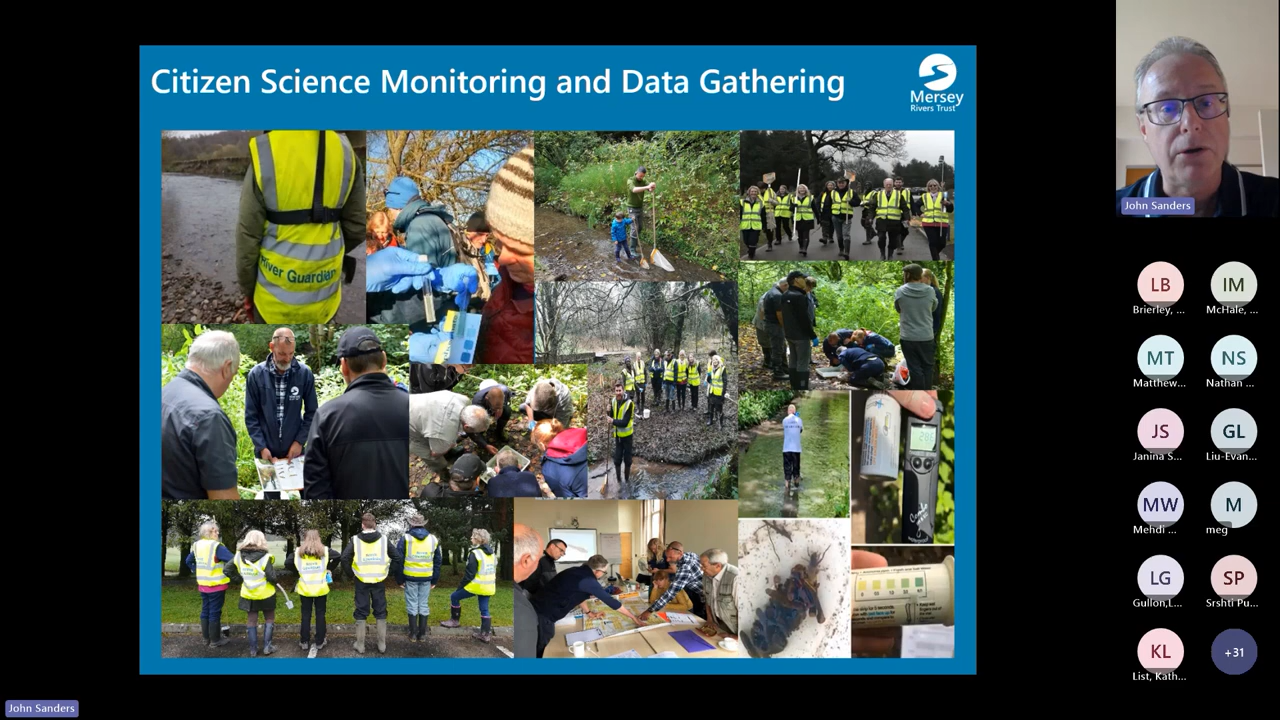 Citizen Science Monitoring and Data Gathering
Mersey
Rivers Trust
River Guardian
John Sanders
LB
Brierley, ...
IM
McHale, ...
MT
Matthew...
NS
Nathan ...
JS
Janina S...
GL
Liu-Evan...
MW
Mehdi ...
M
meg
LG
Gullon,L...
SP
Srshti Pu...
KL
List, Kath...
+31
John Sanders